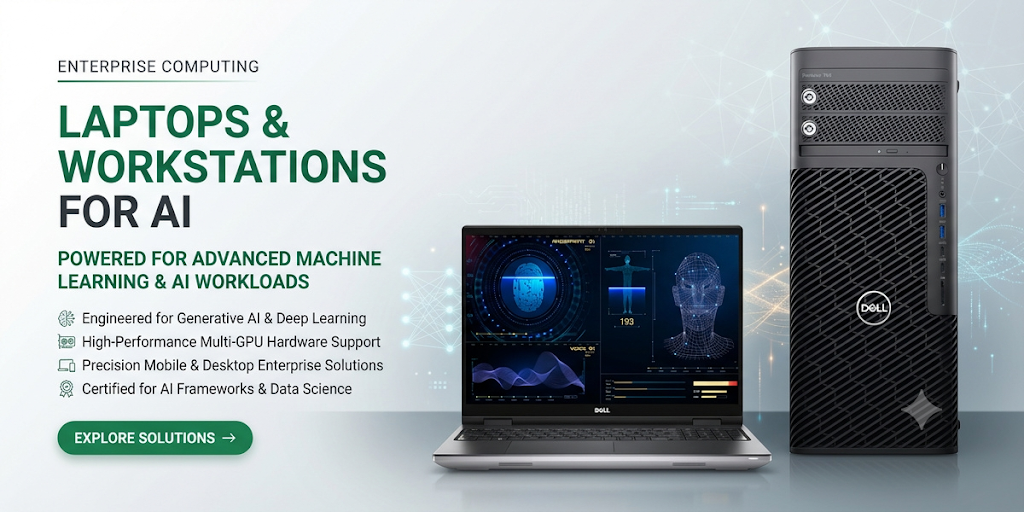 ENTERPRISE COMPUTING
LAPTOPS &
WORKSTATIONS
FOR AI
POWERED FOR ADVANCED MACHINE
LEARNING & AI WORKLOADS
Engineered for Generative AI & Deep Learning
High-Performance Multi-GPU Hardware Support
Precision Mobile & Desktop Enterprise Solutions
Certified for AI Frameworks & Data Science
EXPLORE SOLUTIONS →
193
VOICE 01
DELL
DELL